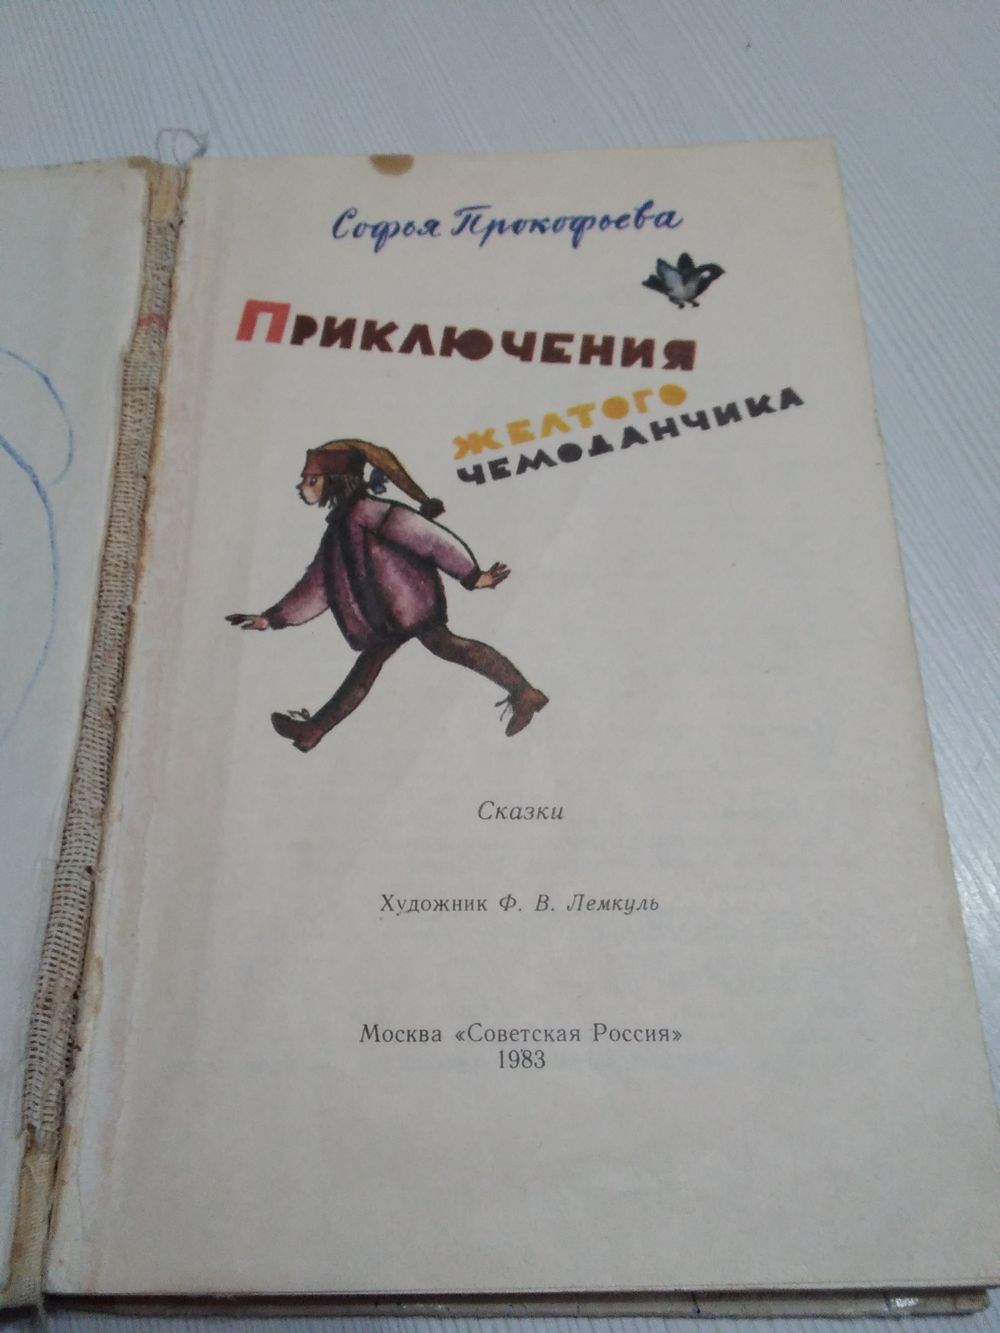 Софья Прокофьева
Приключения
желтого
чемоданчика
Сказки
Художник Ф. В. Лемкуль
Москва «Советская Россия»
1983